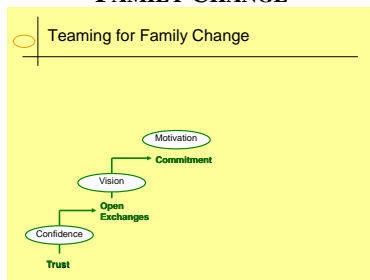 FAMILY CHANGE
Teaming for Family Change
Motivation
Commitment
Vision
Open
Exchanges
Confidence
Trust